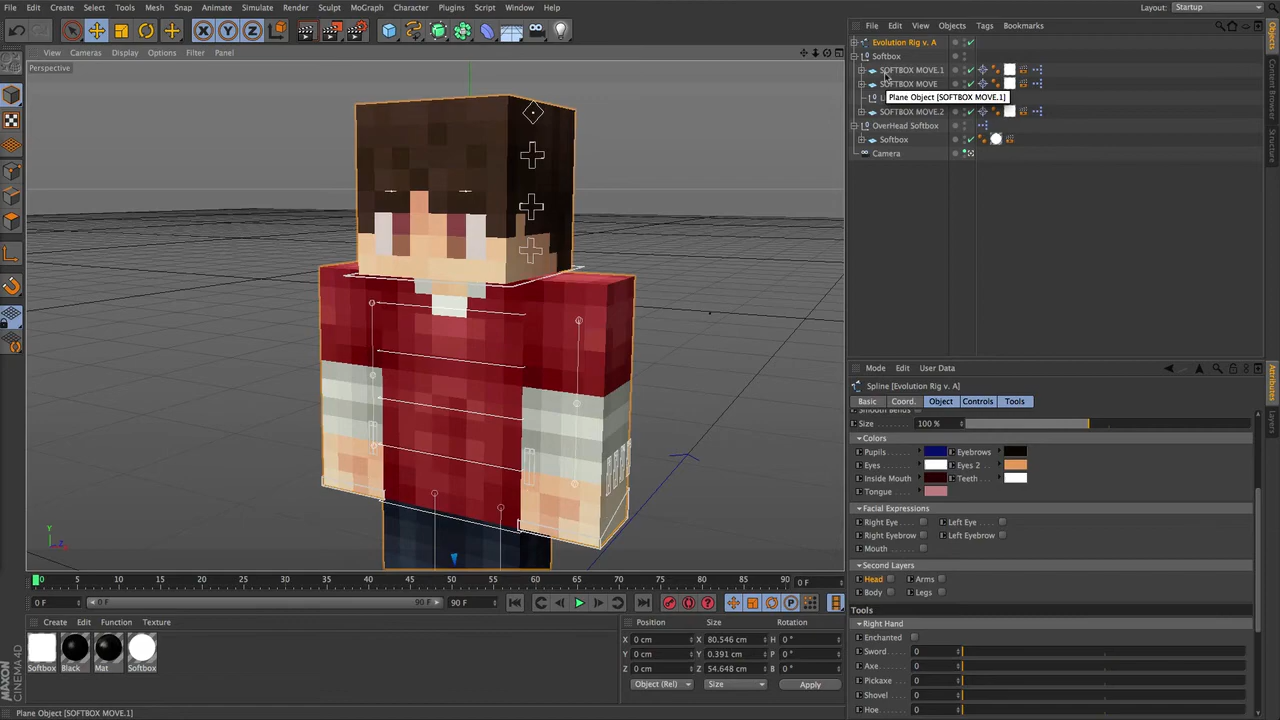 File Edit Create Select Tools Mesh Snap Animate Simulate Render Sculpt MoGraph Character Plugins Script Window Help
Layout: Startup
File Edit View Objects Tags Bookmarks
View Cameras Display Options Filter Panel
Perspective
Evolution Rig v. A
Softbox
SOFTBOX MOVE.1
SOFTBOX MOVE
Plane Object [SOFTBOX MOVE.1]
SOFTBOX MOVE.2
OverHead Softbox
Softbox
Camera
Objects
Content Browser
Structure
Mode Edit User Data
Spline [Evolution Rig v. A]
Basic Coord. Object Controls Tools
Smooth Bends
Size 100 %
Colors
Pupils Eyebrows
Eyes Eyes 2
Inside Mouth Teeth
Tongue
Facial Expressions
Right Eye Left Eye
Right Eyebrow Left Eyebrow
Mouth
Second Layers
Head Arms
Body Legs
Tools
Right Hand
Enchanted
Sword 0
Axe 0
Pickaxe 0
Shovel 0
Hoe 0
Attributes
Layers
Y
Z
0 5 10 15 20 25 30 35 40 45 50 55 60 65 70 75 80 85 90 0 F
0 F 0 F 90 F 90 F
Create Edit Function Texture
Softbox Black Mat Softbox
Position Size Rotation
X 0 cm X 80.546 cm H 0 °
Y 0 cm Y 0.391 cm P 0 °
Z 0 cm Z 54.648 cm B 0 °
Object (Rel) Size Apply
MAXON CINEMA 4D
Plane Object [SOFTBOX MOVE.1]